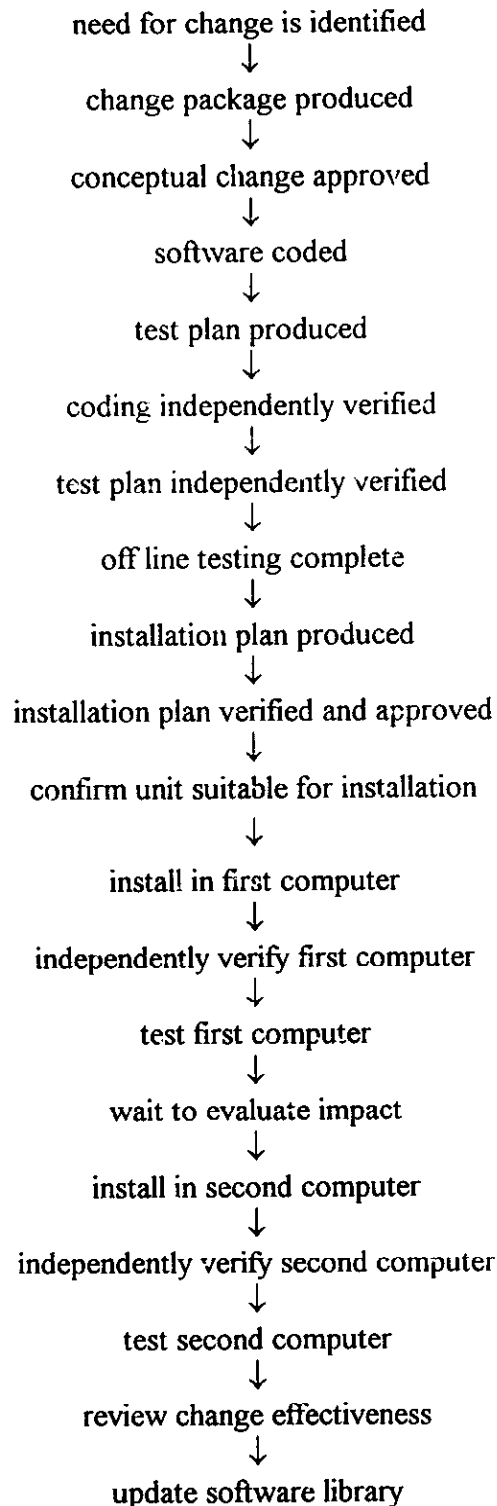 need for change is identified
↓
change package produced
↓
conceptual change approved
↓
software coded
↓
test plan produced
↓
coding independently verified
↓
test plan independently verified
↓
off line testing complete
↓
installation plan produced
↓
installation plan verified and approved
↓
confirm unit suitable for installation
↓
install in first computer
↓
independently verify first computer
↓
test first computer
↓
wait to evaluate impact
↓
install in second computer
↓
independently verify second computer
↓
test second computer
↓
review change effectiveness
↓
update software library